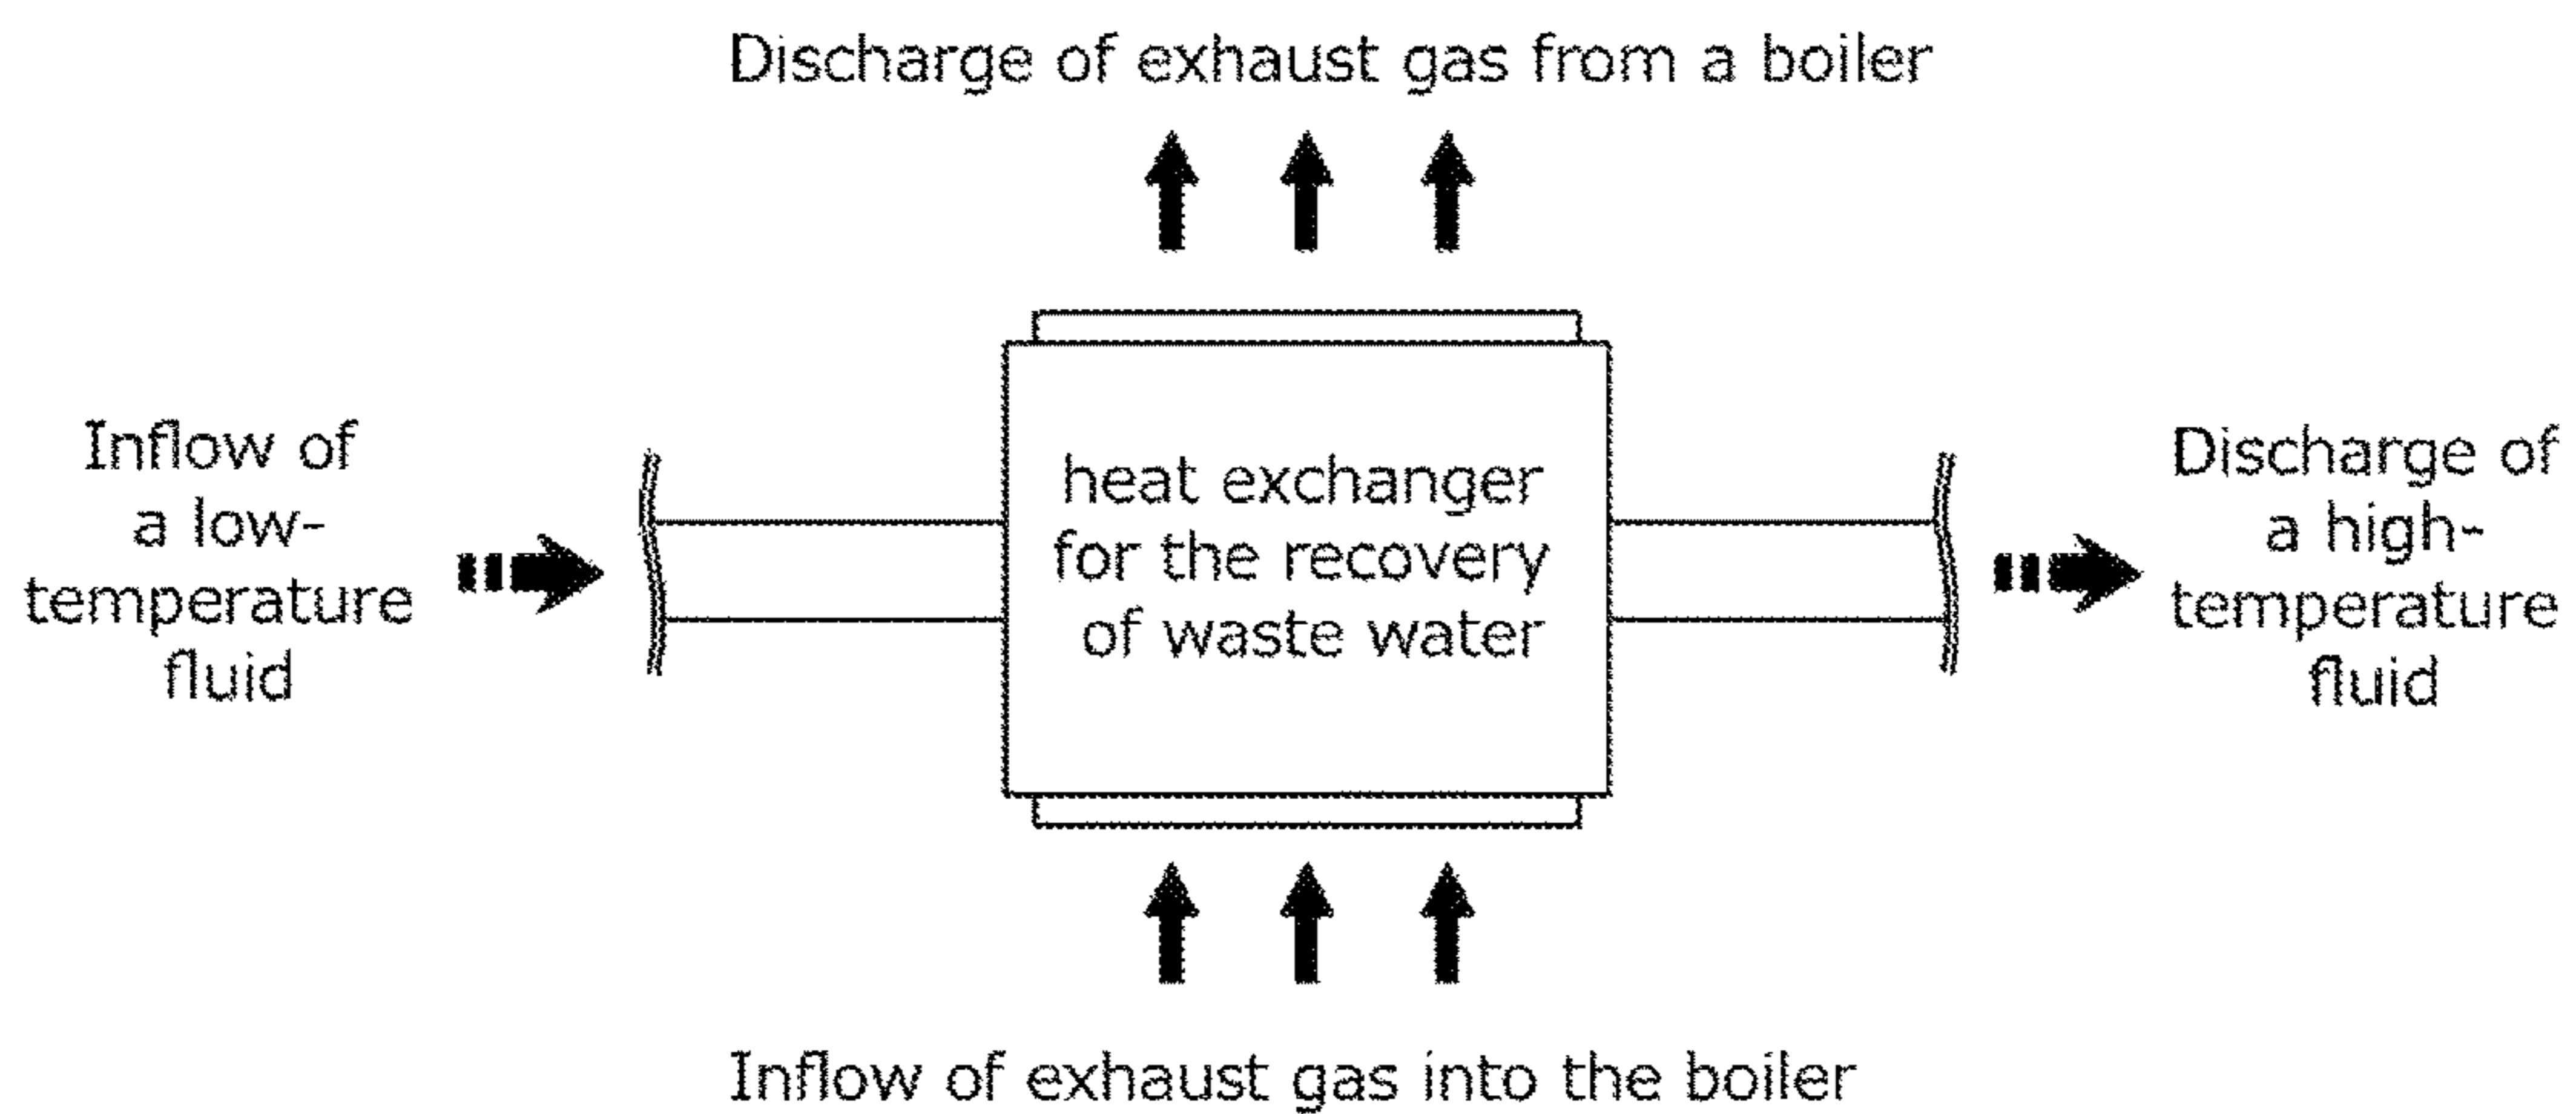 Discharge of exhaust gas from a boiler
Inflow of
a low-
temperature
fluid
heat exchanger
for the recovery
of waste water
Discharge of
a high-
temperature
fluid
Inflow of exhaust gas into the boiler